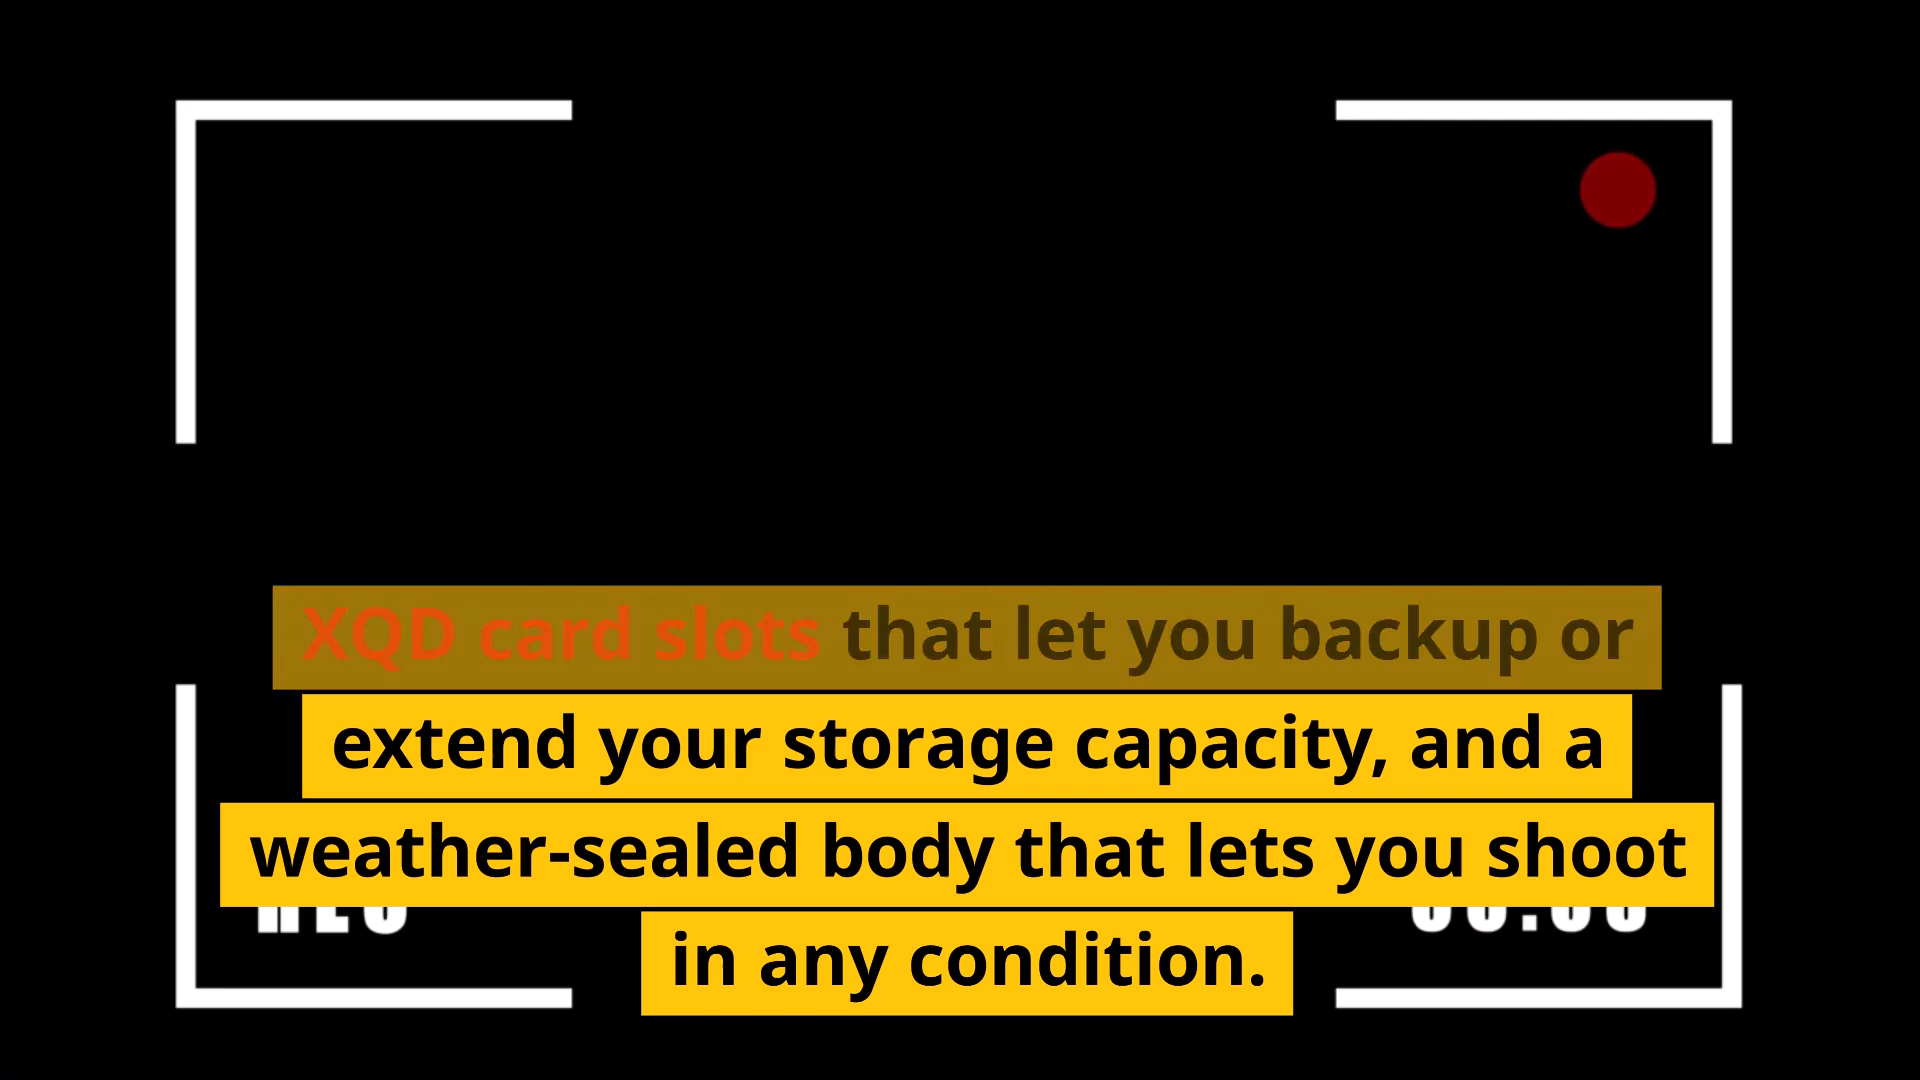 XQD card slots that let you backup or
extend your storage capacity, and a
weather-sealed body that lets you shoot
in any condition.